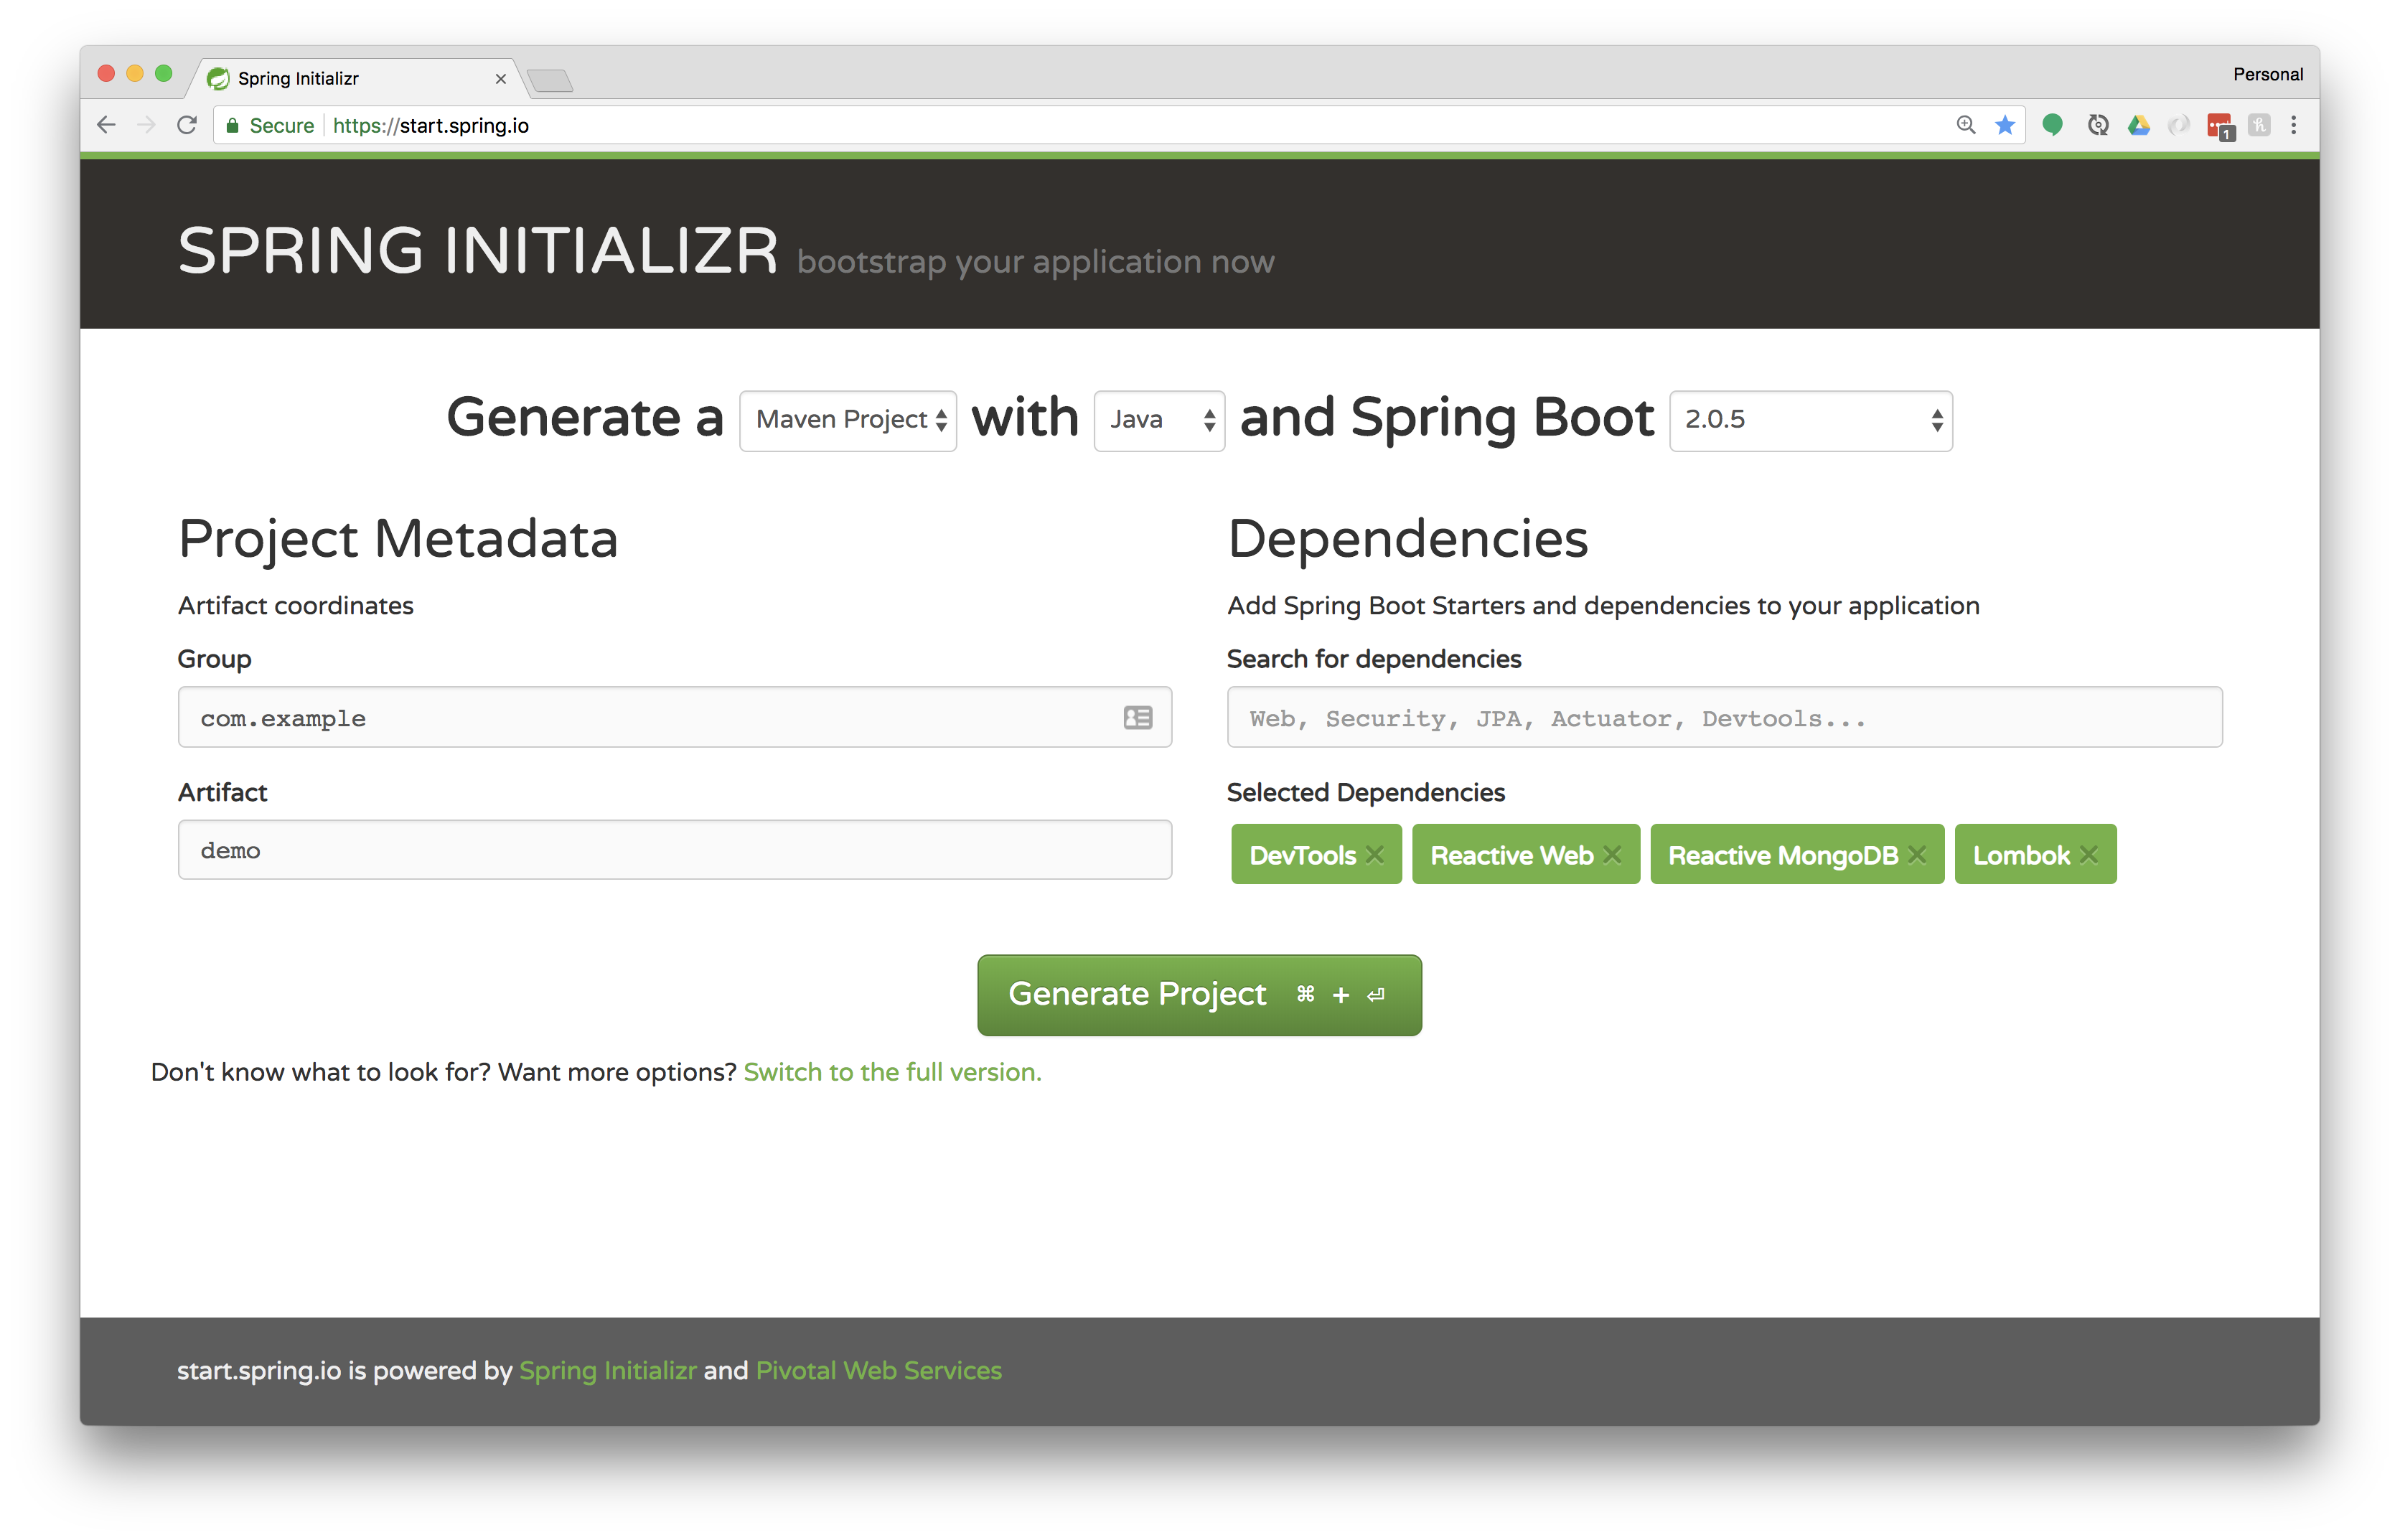 Spring Initializr
Personal
Secure https://start.spring.io
1
SPRING INITIALIZR bootstrap your application now
Generate a Maven Project with Java and Spring Boot 2.0.5
Project Metadata
Artifact coordinates
Group
com.example
Artifact
demo
Dependencies
Add Spring Boot Starters and dependencies to your application
Search for dependencies
Web, Security, JPA, Actuator, Devtools...
Selected Dependencies
DevTools Reactive Web Reactive MongoDB Lombok
Generate Project ⌘ + ⏎
Don't know what to look for? Want more options? Switch to the full version.
start.spring.io is powered by Spring Initializr and Pivotal Web Services